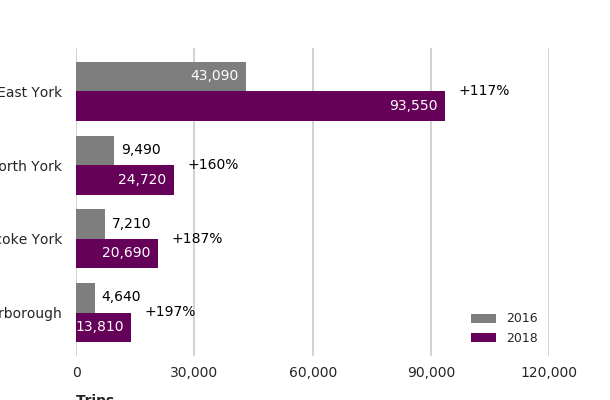 43,090
East York
+117%
93,550
9,490
orth York
+160%
24,720
7,210
coke York
+187%
20,690
4,640
rborough
+197%
13,810
2016
2018
0 30,000 60,000 90,000 120,000
Trips